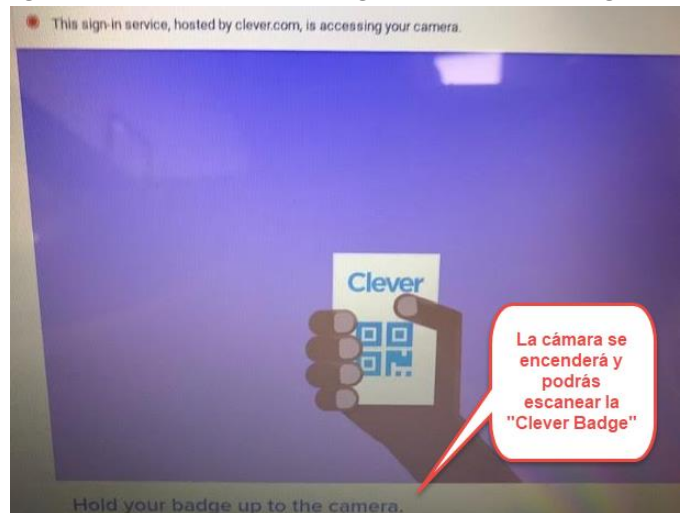 This sign-in service, hosted by clever.com, is accessing your camera.
Clever
La cámara se
encenderá y
podrás
escanear la
"Clever Badge"
Hold your badge up to the camera.